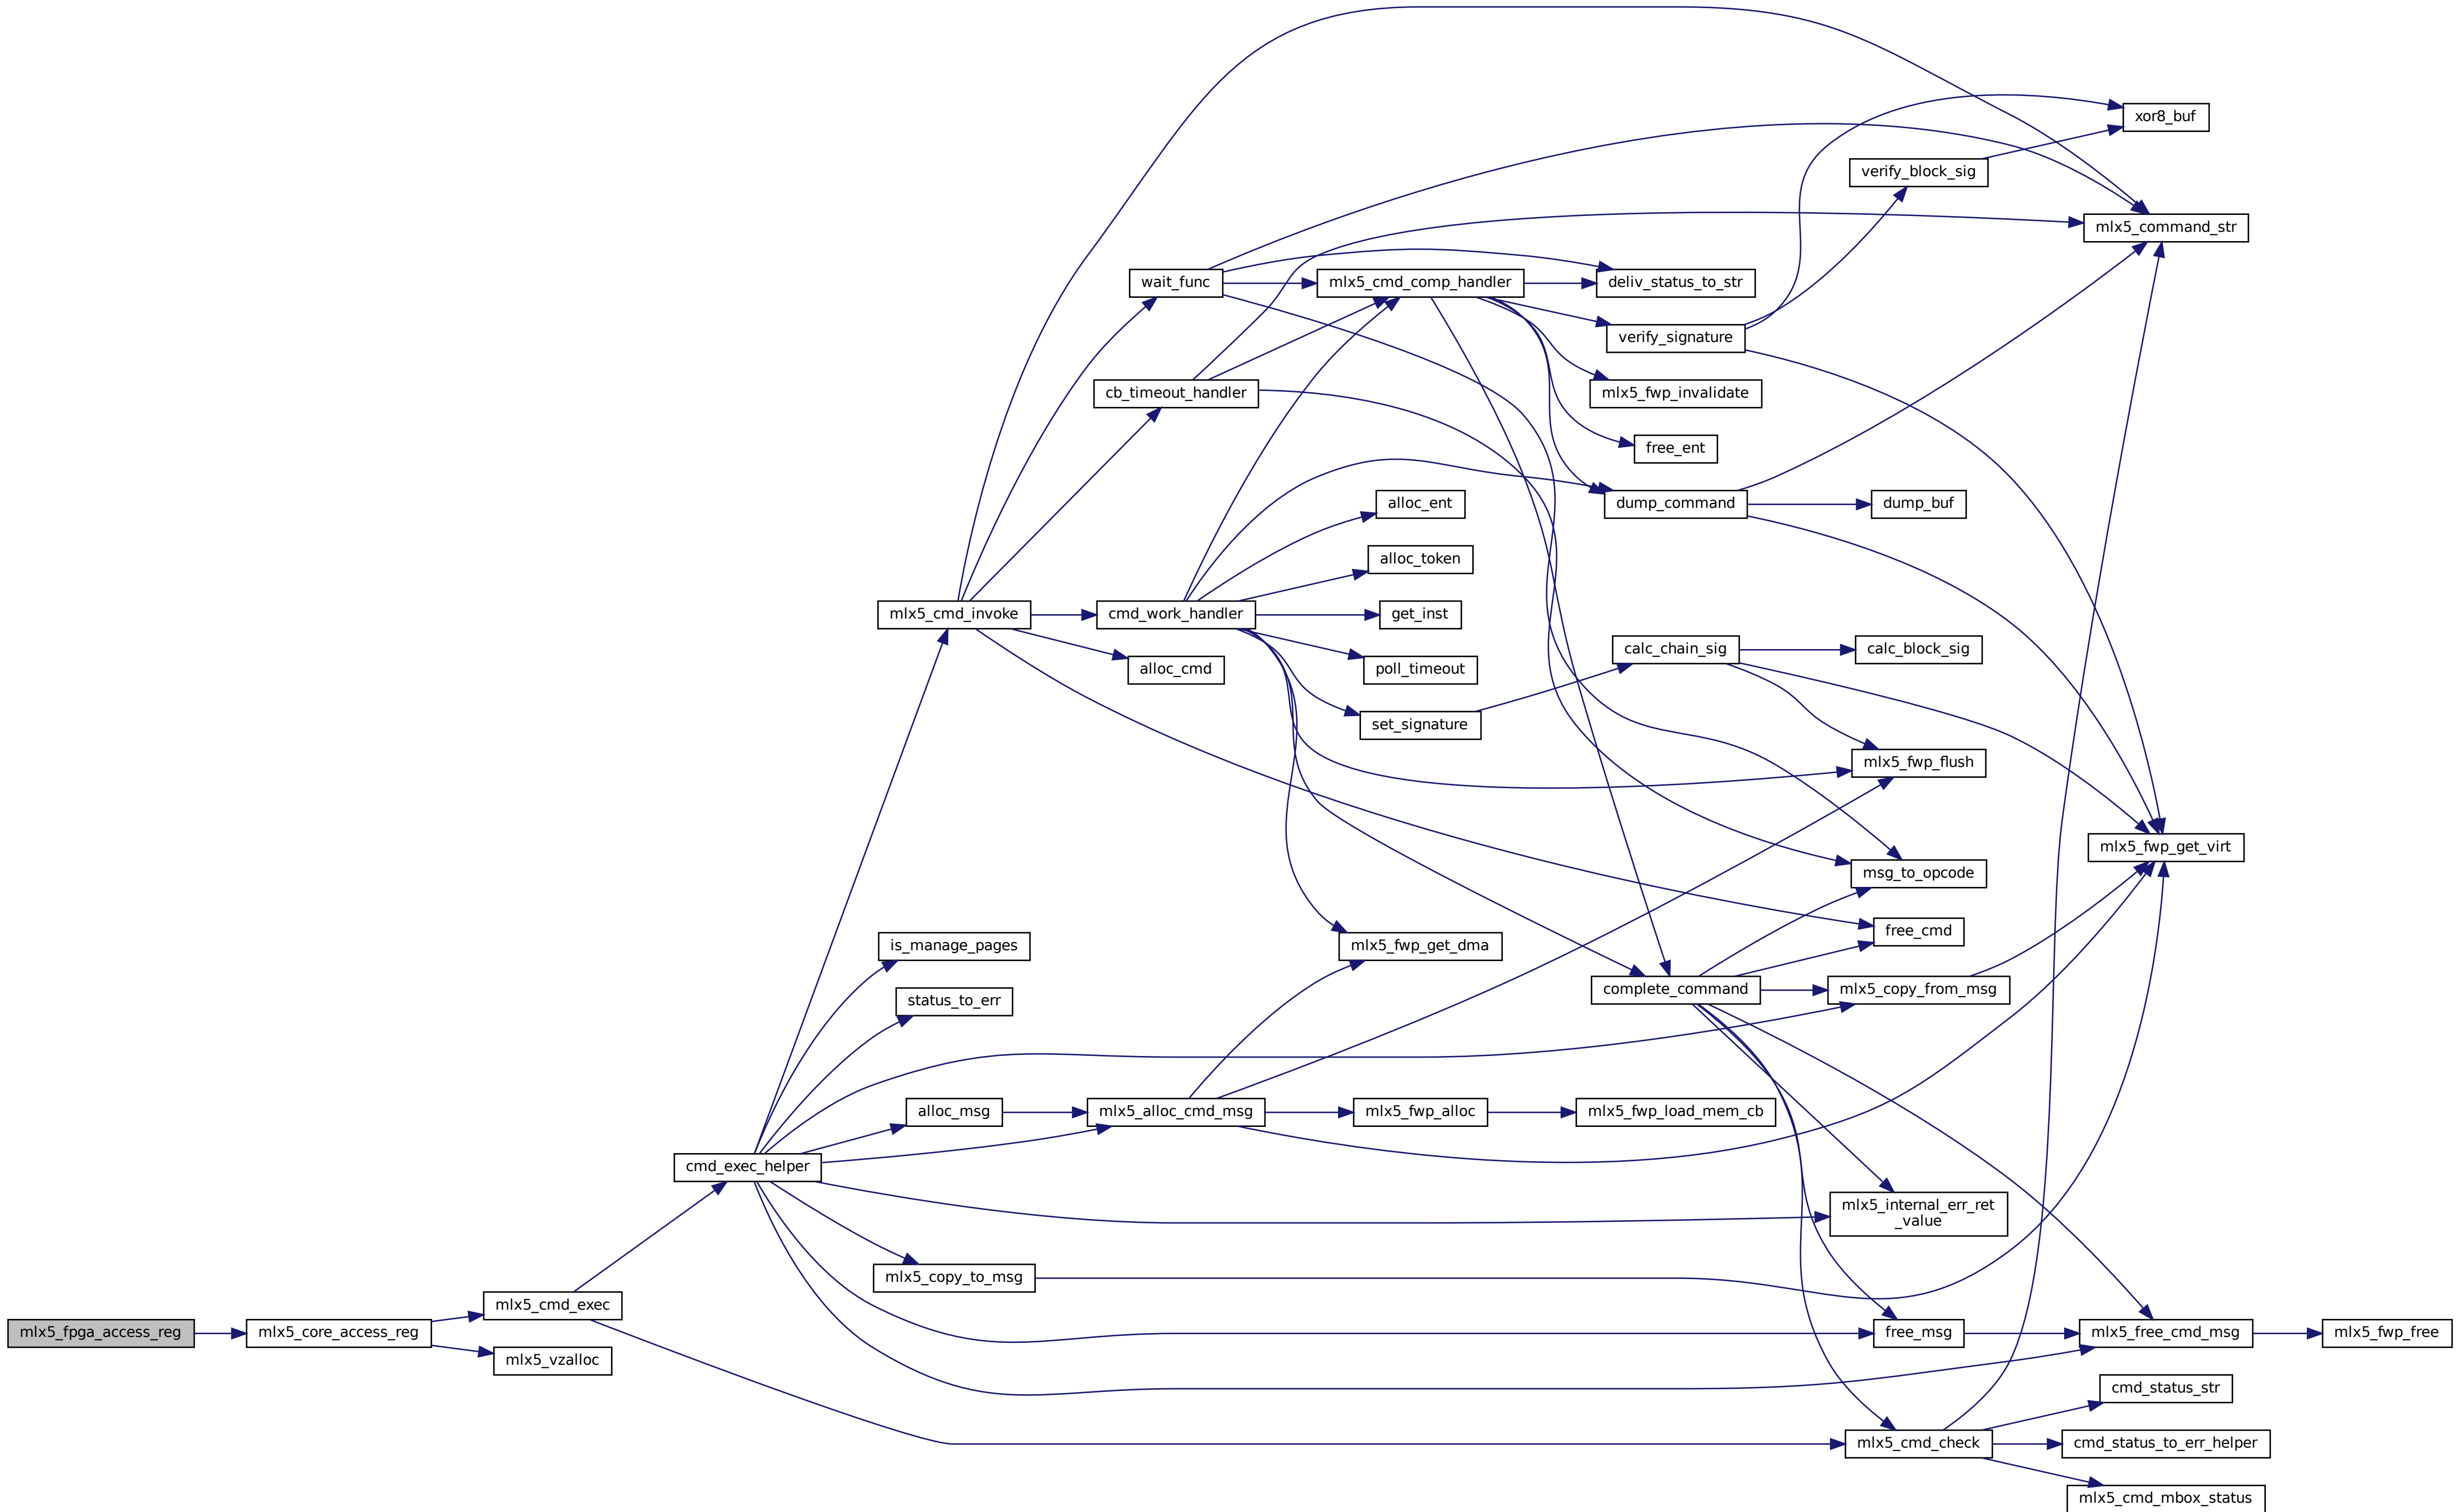 xor8_buf
verify_block_sig
mlx5_command_str
wait_func
mlx5_cmd_comp_handler
deliv_status_to_str
verify_signature
cb_timeout_handler
mlx5_fwp_invalidate
free_ent
alloc_ent
dump_command
dump_buf
alloc_token
mlx5_cmd_invoke
cmd_work_handler
get_inst
calc_chain_sig
calc_block_sig
alloc_cmd
poll_timeout
set_signature
mlx5_fwp_flush
mlx5_fwp_get_virt
msg_to_opcode
free_cmd
is_manage_pages
mlx5_fwp_get_dma
status_to_err
complete_command
mlx5_copy_from_msg
alloc_msg
mlx5_alloc_cmd_msg
mlx5_fwp_alloc
mlx5_fwp_load_mem_cb
cmd_exec_helper
mlx5_internal_err_ret
_value
mlx5_copy_to_msg
mlx5_cmd_exec
mlx5_fpga_access_reg
mlx5_core_access_reg
free_msg
mlx5_free_cmd_msg
mlx5_fwp_free
mlx5_vzalloc
cmd_status_str
mlx5_cmd_check
cmd_status_to_err_helper
mlx5_cmd_mbox_status